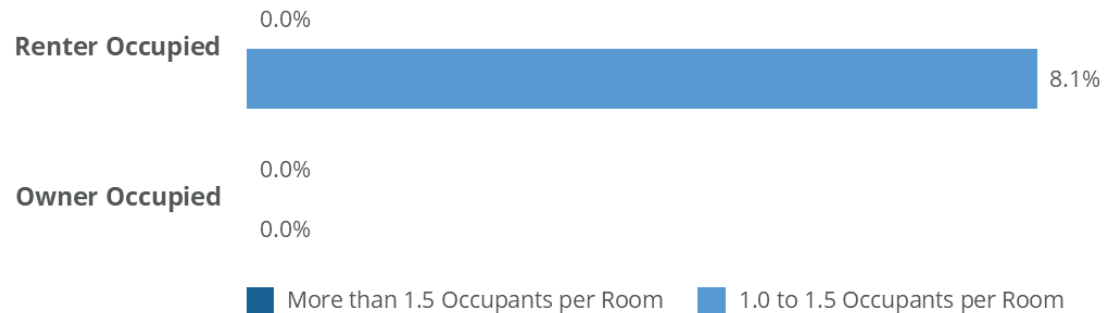 0.0%
Renter Occupied
8.1%
0.0%
Owner Occupied
0.0%
More than 1.5 Occupants per Room
1.0 to 1.5 Occupants per Room